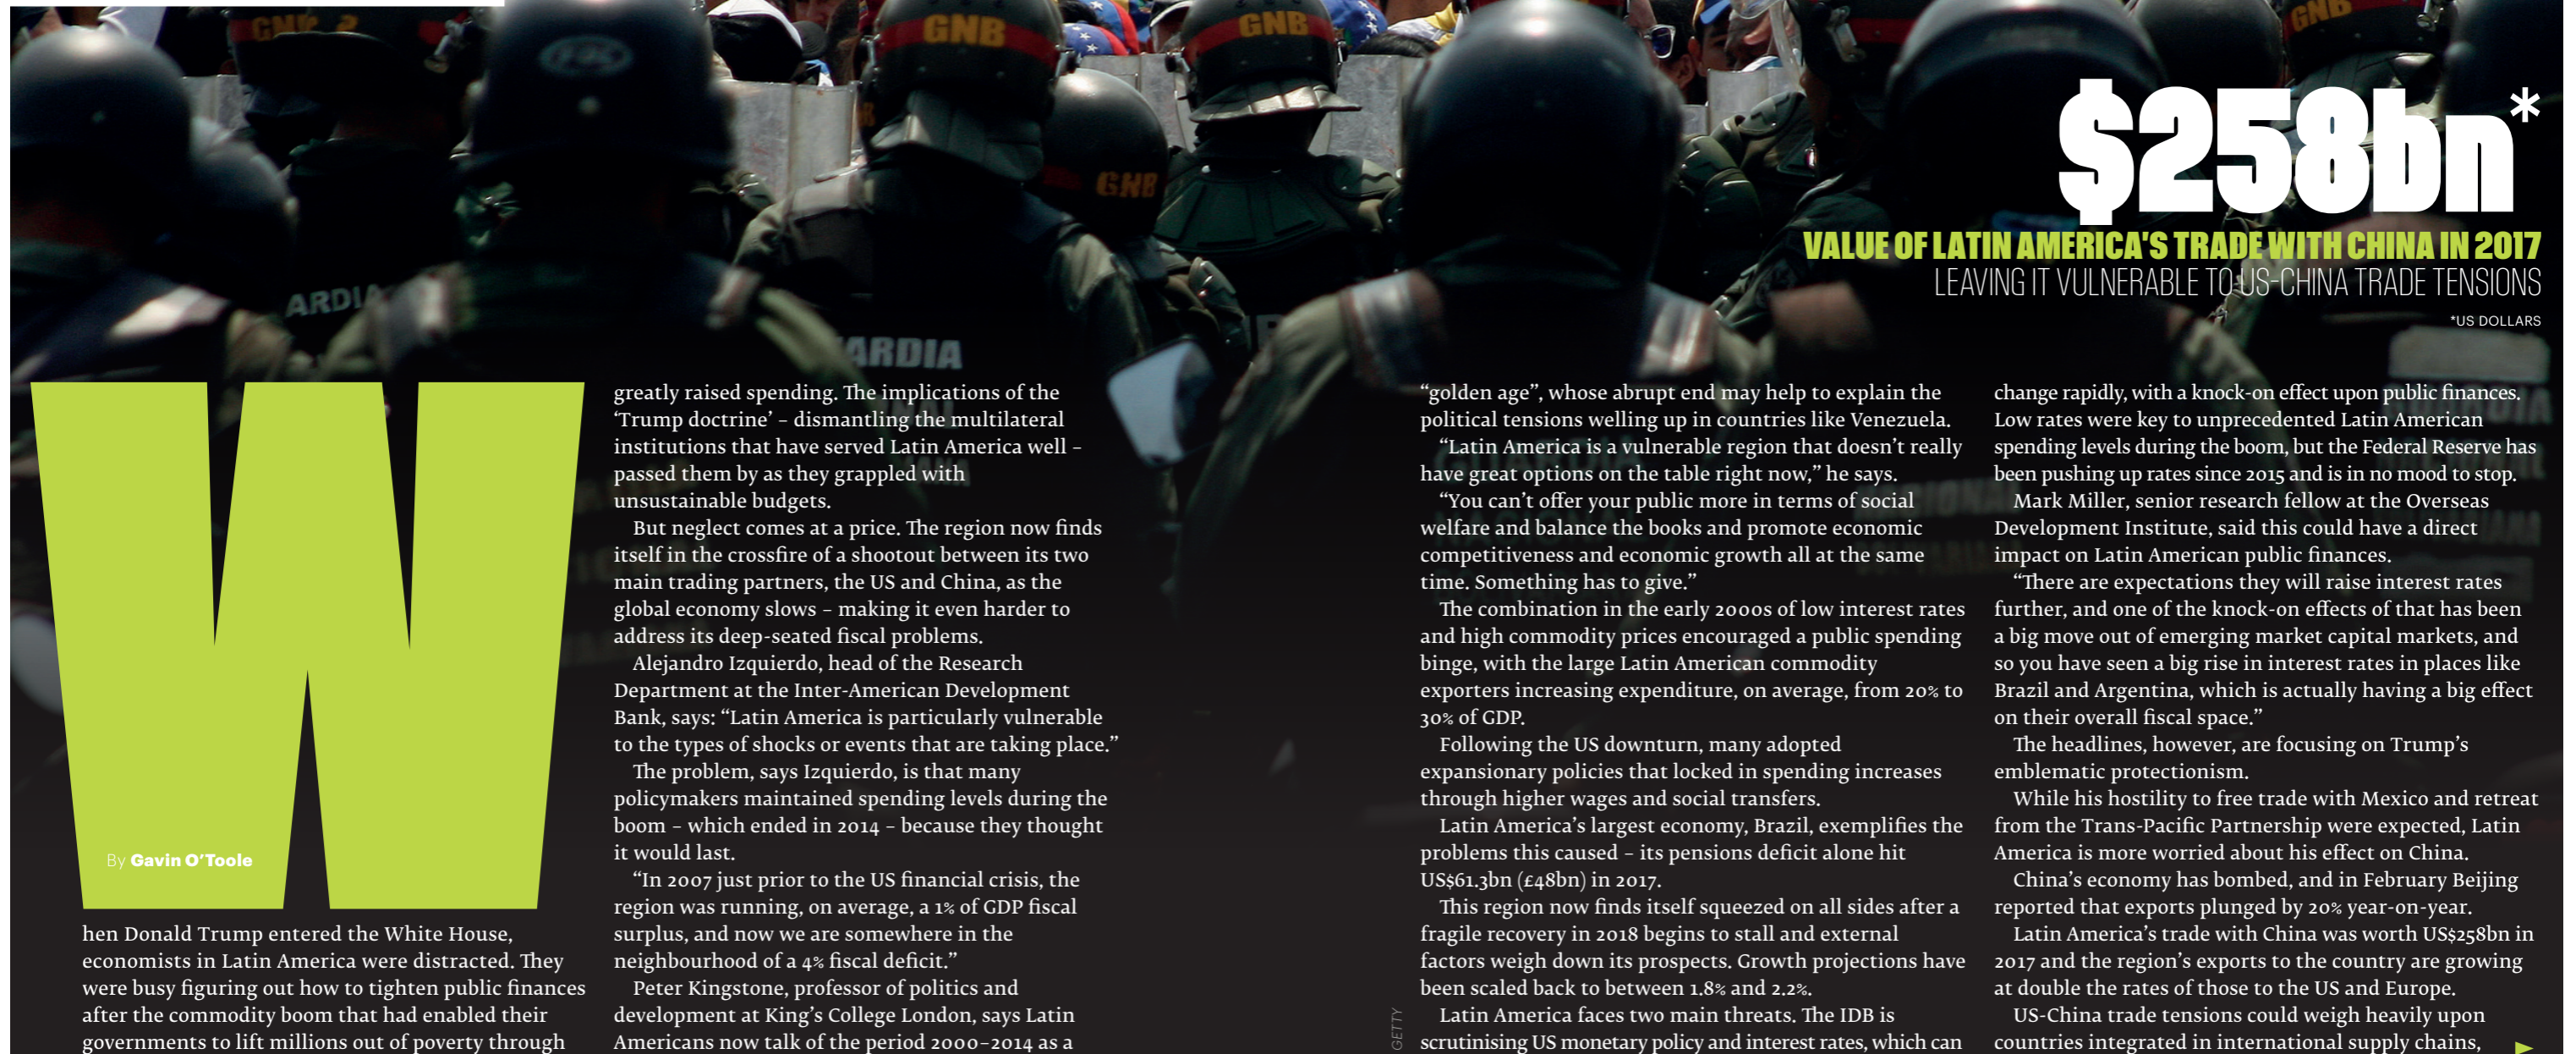 GNB
GNB
GNB
GNB
GNB
ARDIA
ARDIA
$258bn*
VALUE OF LATIN AMERICA'S TRADE WITH CHINA IN 2017
LEAVING IT VULNERABLE TO US-CHINA TRADE TENSIONS
*US DOLLARS
W
By Gavin O'Toole
hen Donald Trump entered the White House,
economists in Latin America were distracted. They
were busy figuring out how to tighten public finances
after the commodity boom that had enabled their
governments to lift millions out of poverty through
greatly raised spending. The implications of the
‘Trump doctrine’ – dismantling the multilateral
institutions that have served Latin America well –
passed them by as they grappled with
unsustainable budgets.
But neglect comes at a price. The region now finds
itself in the crossfire of a shootout between its two
main trading partners, the US and China, as the
global economy slows – making it even harder to
address its deep-seated fiscal problems.
Alejandro Izquierdo, head of the Research
Department at the Inter-American Development
Bank, says: “Latin America is particularly vulnerable
to the types of shocks or events that are taking place.”
The problem, says Izquierdo, is that many
policymakers maintained spending levels during the
boom – which ended in 2014 – because they thought
it would last.
“In 2007 just prior to the US financial crisis, the
region was running, on average, a 1% of GDP fiscal
surplus, and now we are somewhere in the
neighbourhood of a 4% fiscal deficit.”
Peter Kingstone, professor of politics and
development at King’s College London, says Latin
Americans now talk of the period 2000–2014 as a
GETTY
“golden age”, whose abrupt end may help to explain the
political tensions welling up in countries like Venezuela.
“Latin America is a vulnerable region that doesn’t really
have great options on the table right now,” he says.
“You can’t offer your public more in terms of social
welfare and balance the books and promote economic
competitiveness and economic growth all at the same
time. Something has to give.”
The combination in the early 2000s of low interest rates
and high commodity prices encouraged a public spending
binge, with the large Latin American commodity
exporters increasing expenditure, on average, from 20% to
30% of GDP.
Following the US downturn, many adopted
expansionary policies that locked in spending increases
through higher wages and social transfers.
Latin America’s largest economy, Brazil, exemplifies the
problems this caused – its pensions deficit alone hit
US$61.3bn (£48bn) in 2017.
This region now finds itself squeezed on all sides after a
fragile recovery in 2018 begins to stall and external
factors weigh down its prospects. Growth projections have
been scaled back to between 1.8% and 2.2%.
Latin America faces two main threats. The IDB is
scrutinising US monetary policy and interest rates, which can
change rapidly, with a knock-on effect upon public finances.
Low rates were key to unprecedented Latin American
spending levels during the boom, but the Federal Reserve has
been pushing up rates since 2015 and is in no mood to stop.
Mark Miller, senior research fellow at the Overseas
Development Institute, said this could have a direct
impact on Latin American public finances.
“There are expectations they will raise interest rates
further, and one of the knock-on effects of that has been
a big move out of emerging market capital markets, and
so you have seen a big rise in interest rates in places like
Brazil and Argentina, which is actually having a big effect
on their overall fiscal space.”
The headlines, however, are focusing on Trump’s
emblematic protectionism.
While his hostility to free trade with Mexico and retreat
from the Trans-Pacific Partnership were expected, Latin
America is more worried about his effect on China.
China’s economy has bombed, and in February Beijing
reported that exports plunged by 20% year-on-year.
Latin America’s trade with China was worth US$258bn in
2017 and the region’s exports to the country are growing
at double the rates of those to the US and Europe.
US-China trade tensions could weigh heavily upon
countries integrated in international supply chains,